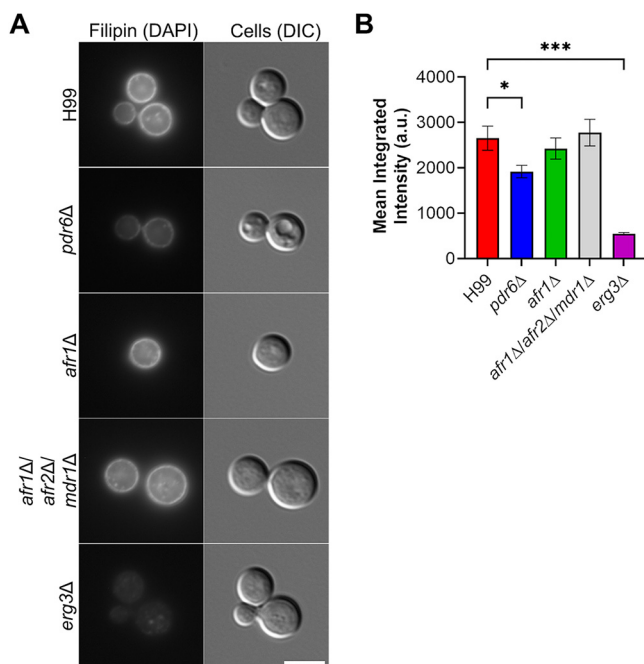 A
Filipin (DAPI) Cells (DIC)
H99
pdr6Δ
afr1Δ
afr1Δ/
afr2Δ/
mdr1Δ
erg3Δ
B
***
*
Mean Integrated
Intensity (a.u.)
4000
3000
2000
1000
0
H99
pdr6Δ
afr1Δ
afr1Δ/afr2Δ/mdr1Δ
erg3Δ